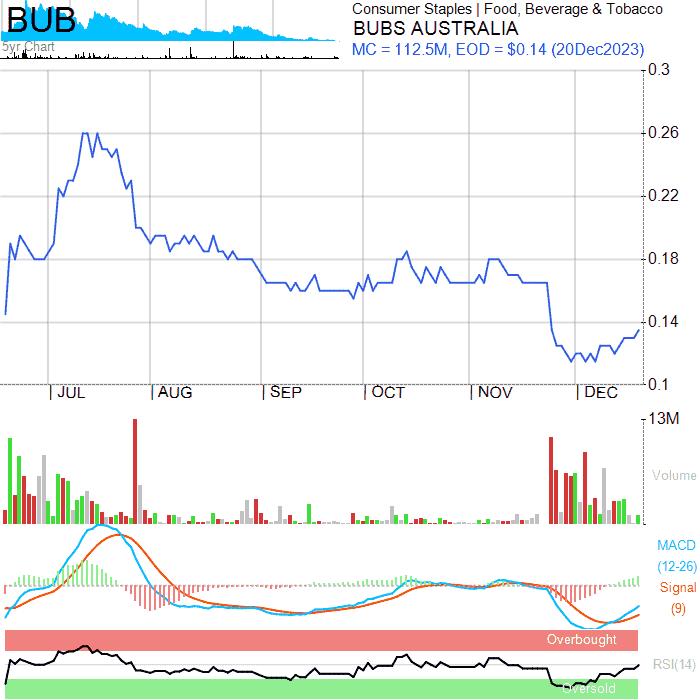 BUB
5yr Chart
Consumer Staples | Food, Beverage & Tobacco
BUBS AUSTRALIA
MC = 112.5M, EOD = $0.14 (20Dec2023)
0.3
0.26
0.22
0.18
0.14
0.1
JUL
AUG
SEP
OCT
NOV
DEC
13M
Volume
MACD
(12-26)
Signal
(9)
Overbought
RSI(14)
Oversold